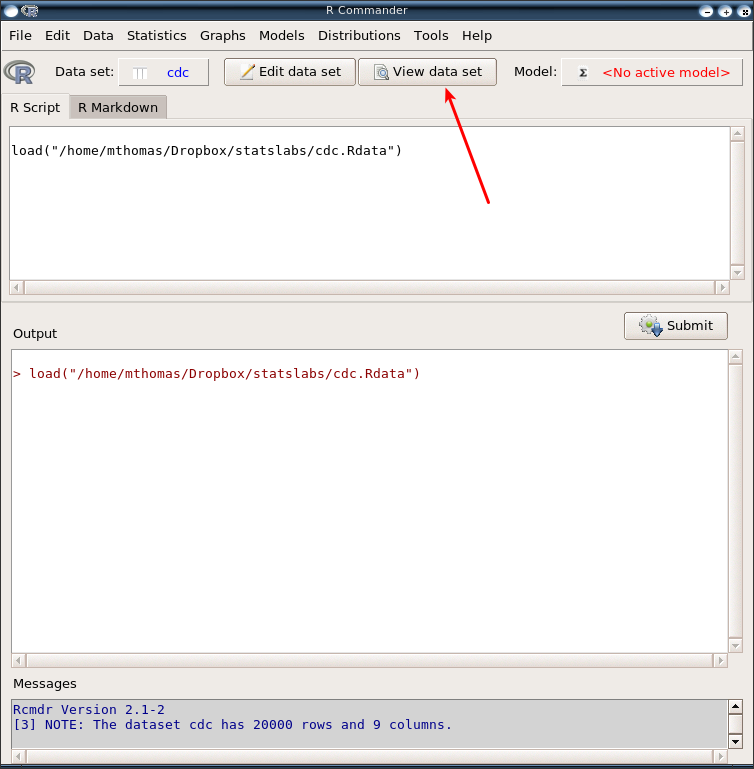 R Commander
File Edit Data Statistics Graphs Models Distributions Tools Help
R Data set: cdc Edit data set View data set Model: Σ <No active model>
R Script R Markdown
load("/home/mthomas/Dropbox/statslabs/cdc.Rdata")
Submit
Output
> load("/home/mthomas/Dropbox/statslabs/cdc.Rdata")
Messages
Rcmdr Version 2.1-2
[3] NOTE: The dataset cdc has 20000 rows and 9 columns.